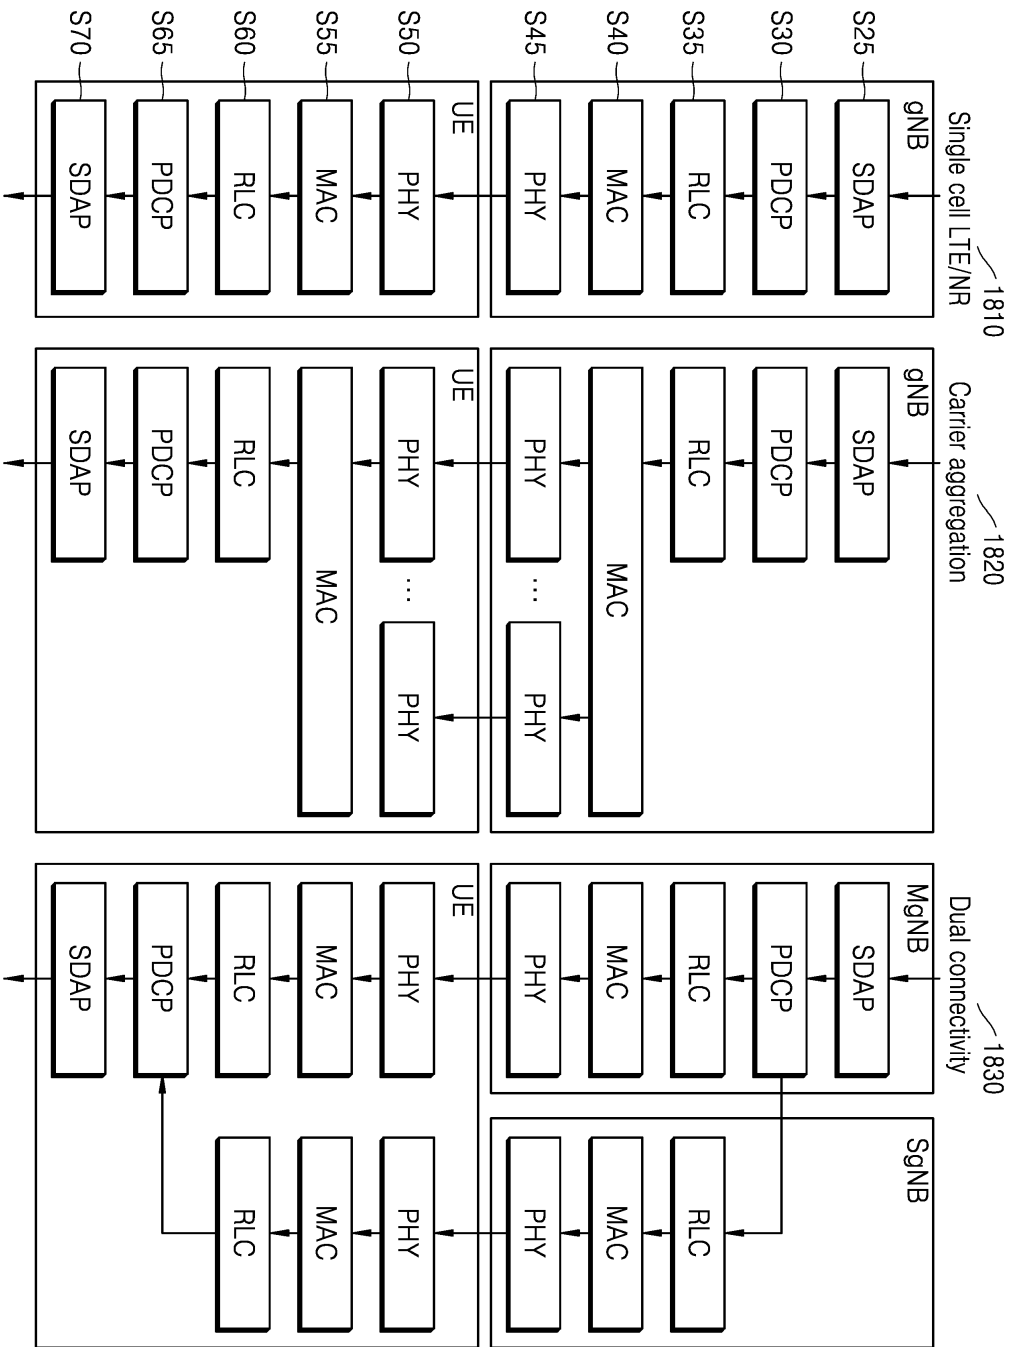 1810 1820 1830
Single cell LTE/NR Carrier aggregation Dual connectivity
gNB gNB MgNB SgNB
S25 SDAP SDAP SDAP
S30 PDCP PDCP PDCP
S35 RLC RLC RLC RLC
S40 MAC MAC MAC MAC
S45 PHY PHY ... PHY PHY PHY
UE UE UE
S50 PHY PHY ... PHY PHY PHY
S55 MAC MAC MAC MAC
S60 RLC RLC RLC RLC
S65 PDCP PDCP PDCP
S70 SDAP SDAP SDAP